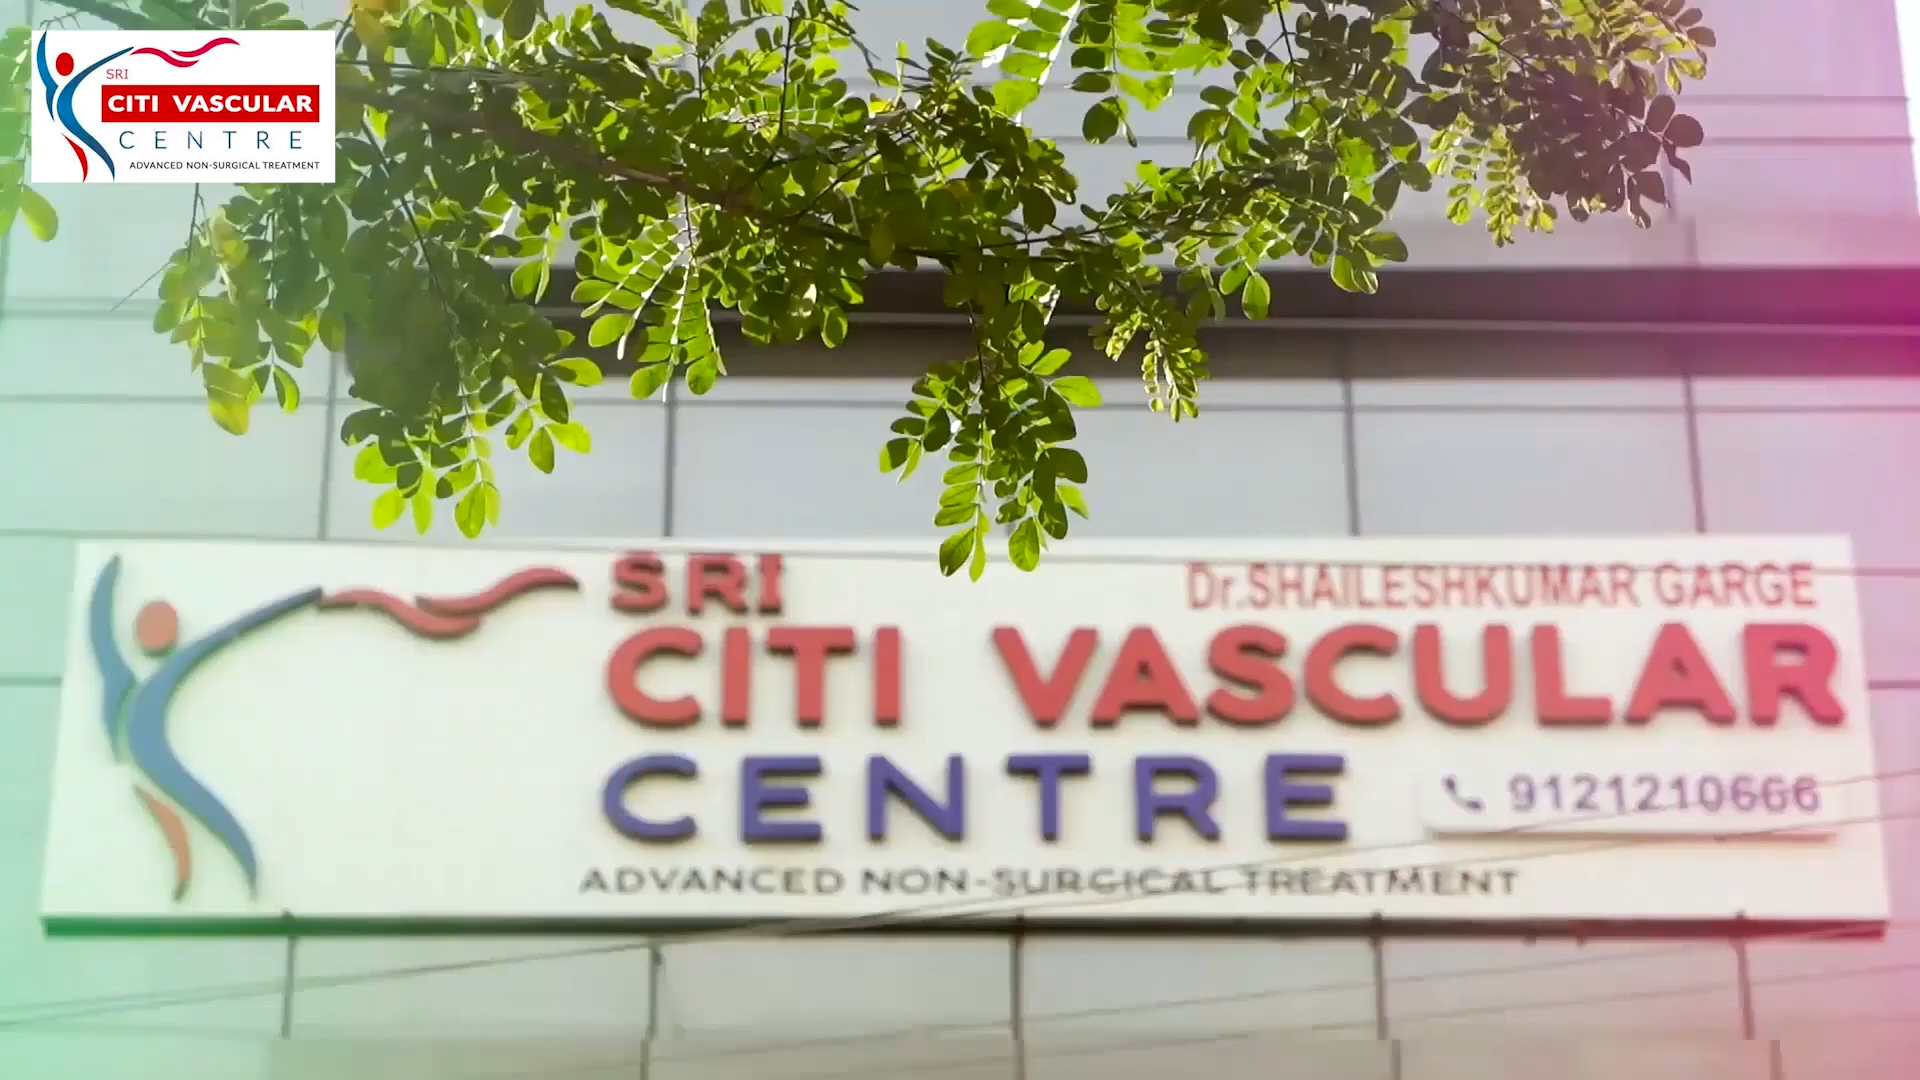 SRI
CITI VASCULAR
CENTRE
ADVANCED NON-SURGICAL TREATMENT
SRI
Dr.SHAILESHKUMAR GARGE
CITI VASCULAR
CENTRE
9121210666
ADVANCED NON-SURGICAL TREATMENT